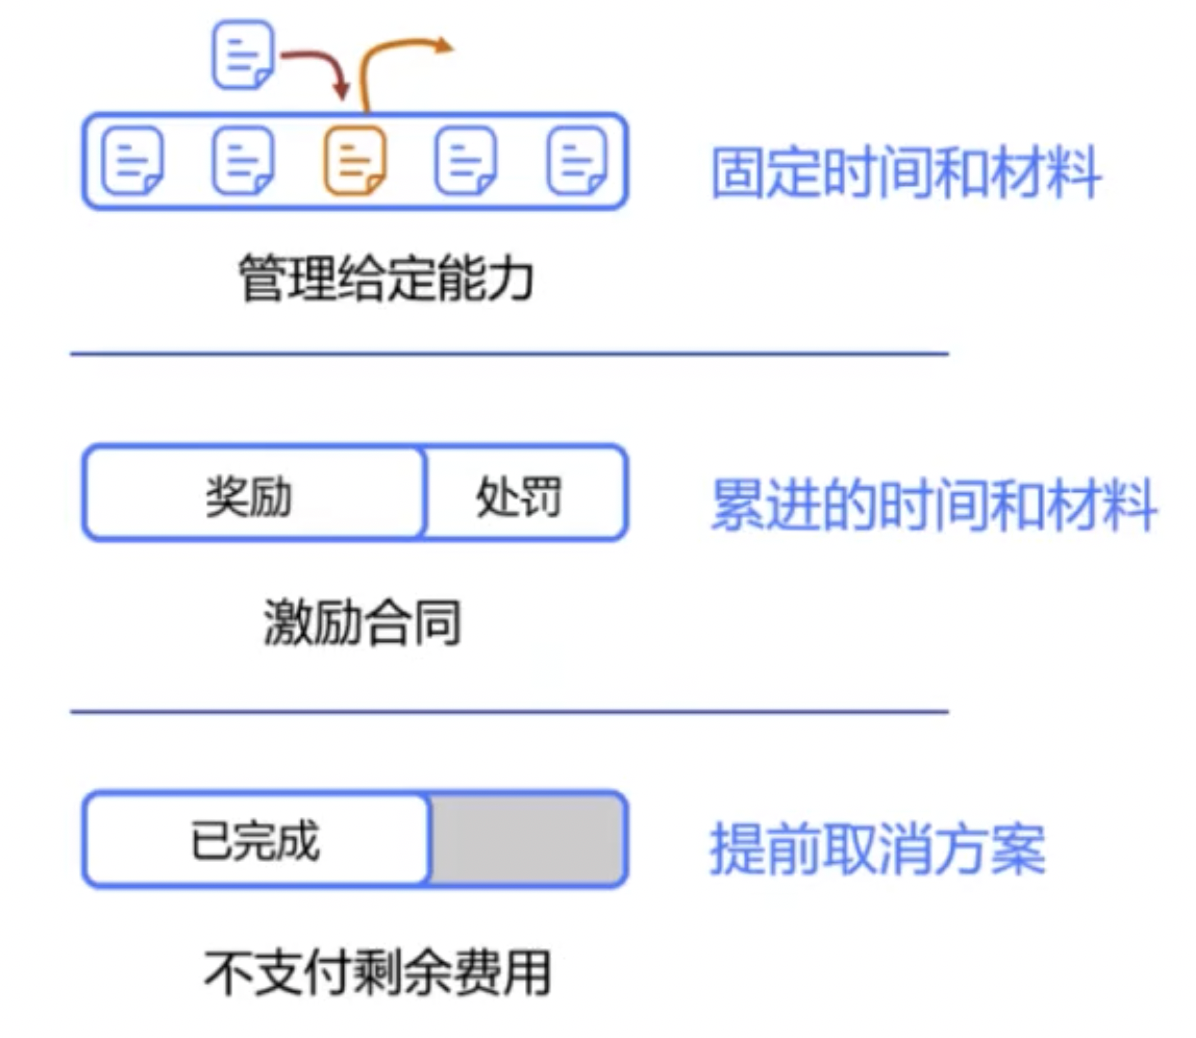 固定时间和材料
管理给定能力
奖励
处罚
累进的时间和材料
激励合同
已完成
提前取消方案
不支付剩余费用